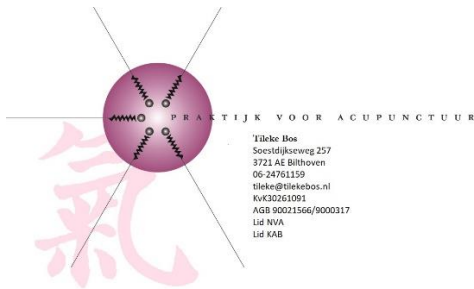 PRAKTIJK VOOR ACUPUNCTUUR
Tileke Bos
Soestdijkseweg 257
3721 AE Bilthoven
06-24761159
tileke@tilekebos.nl
KvK30261091
AGB 90021566/9000317
Lid NVA
Lid KAB
氣